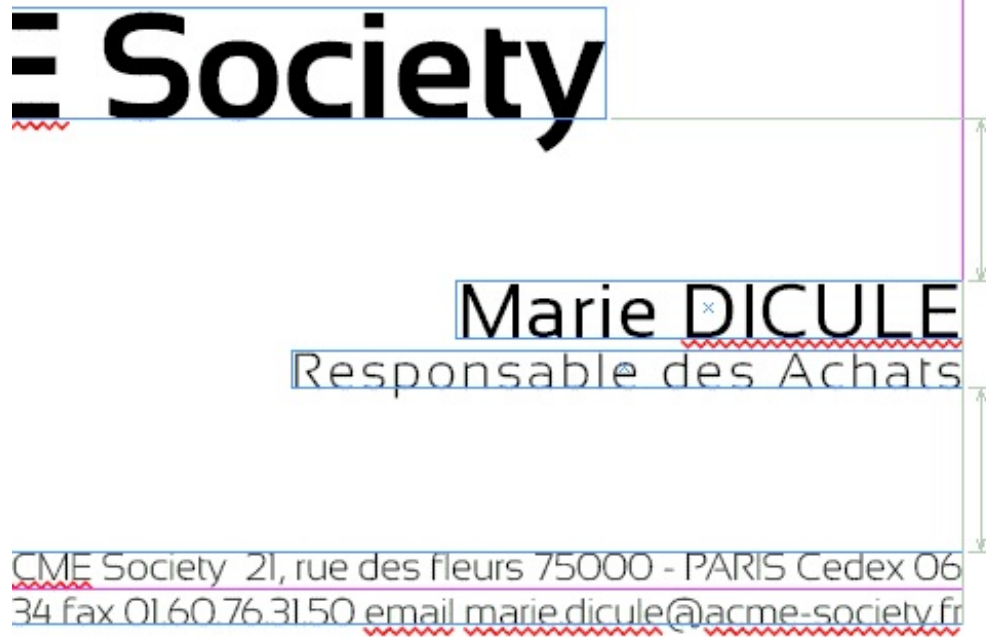 E Society
Marie DICULE
Responsable des Achats
CME Society 21, rue des fleurs 75000 - PARIS Cedex 06
34 fax 01.60.76.31.50 email marie.dicule@acme-society.fr